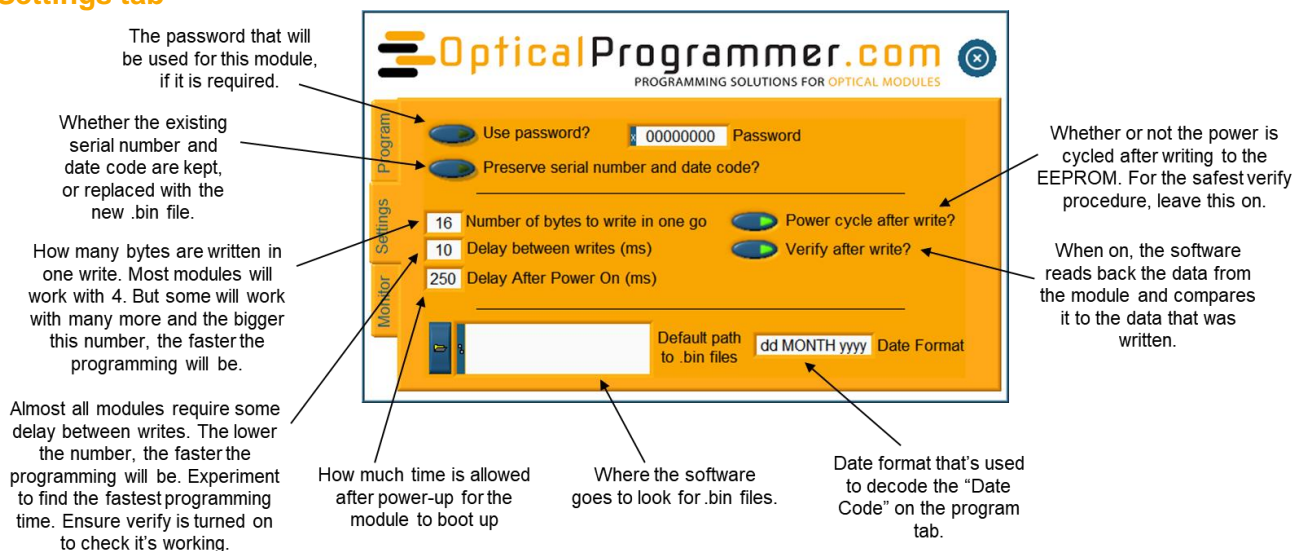 Settings tab
The password that will
be used for this module,
if it is required.
Whether the existing
serial number and
date code are kept,
or replaced with the
new .bin file.
How many bytes are written in
one write. Most modules will
work with 4. But some will work
with many more and the bigger
this number, the faster the
programming will be.
Almost all modules require some
delay between writes. The lower
the number, the faster the
programming will be. Experiment
to find the fastest programming
time. Ensure verify is turned on
to check it's working.
OpticalProgrammer.com
PROGRAMMING SOLUTIONS FOR OPTICAL MODULES
Program
Settings
Monitor
Use password? x 00000000 Password
Preserve serial number and date code?
16 Number of bytes to write in one go Power cycle after write?
10 Delay between writes (ms) Verify after write?
250 Delay After Power On (ms)
Default path
to .bin files
dd MONTH yyyy Date Format
How much time is allowed
after power-up for the
module to boot up
Where the software
goes to look for .bin files.
Date format that's used
to decode the “Date
Code” on the program
tab.
Whether or not the power is
cycled after writing to the
EEPROM. For the safest verify
procedure, leave this on.
When on, the software
reads back the data from
the module and compares
it to the data that was
written.